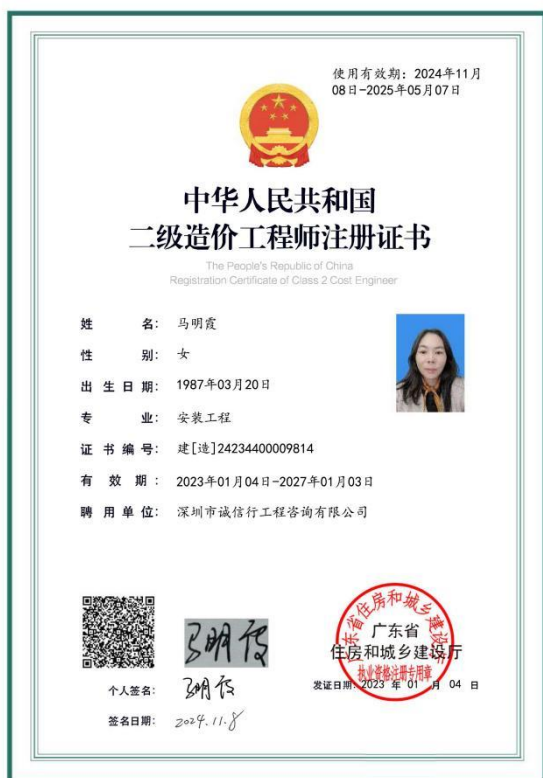 使用有效期: 2024年11月
08日-2025年05月07日
中华人民共和国
二级造价工程师注册证书
The People's Republic of China
Registration Certificate of Class 2 Cost Engineer
姓 名: 马明霞
性 别: 女
出生日期: 1987年03月20日
专 业: 安装工程
证书编号: 建[造]24234400009814
有 效 期: 2023年01月04日-2027年01月03日
聘用单位: 深圳市诚信行工程咨询有限公司
马明霞
个人签名: 马明霞
签名日期: 2024.11.8
广东省住房和城乡建设厅
广东省
住房和城乡建设厅
执业资格注册专用章
发证日期: 2023 年 01 月 04 日